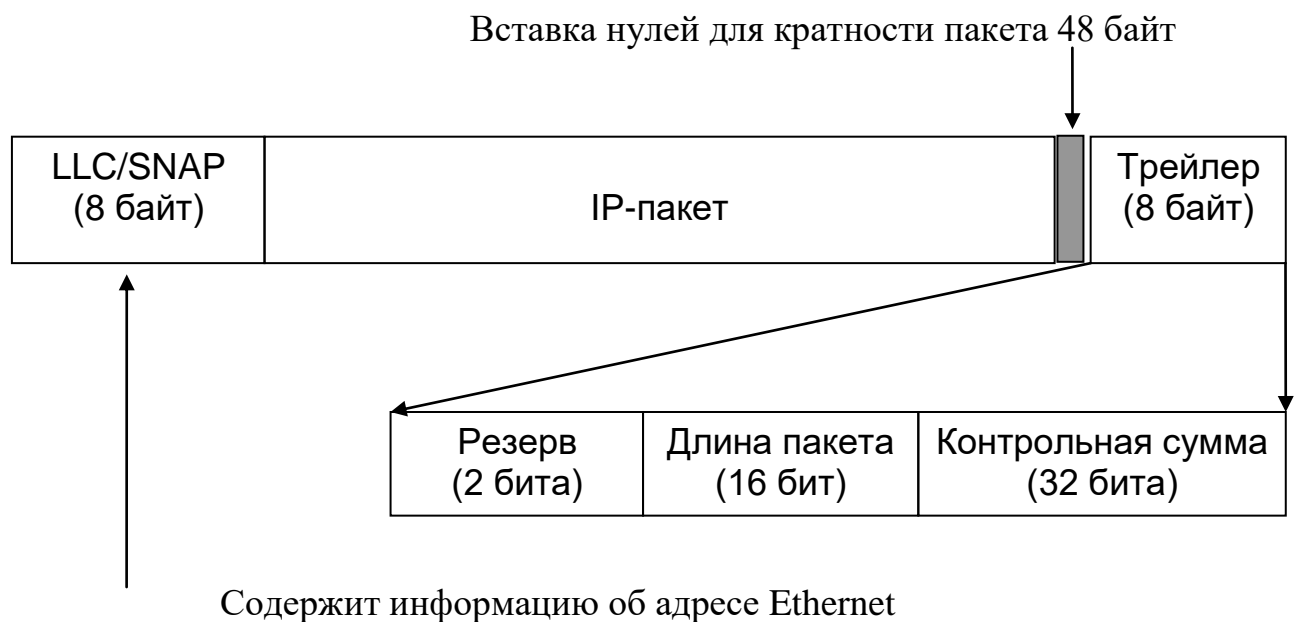 Вставка нулей для кратности пакета 48 байт
LLC/SNAP
(8 байт)
IP-пакет
Трейлер
(8 байт)
Резерв
(2 бита)
Длина пакета
(16 бит)
Контрольная сумма
(32 бита)
Содержит информацию об адресе Ethernet